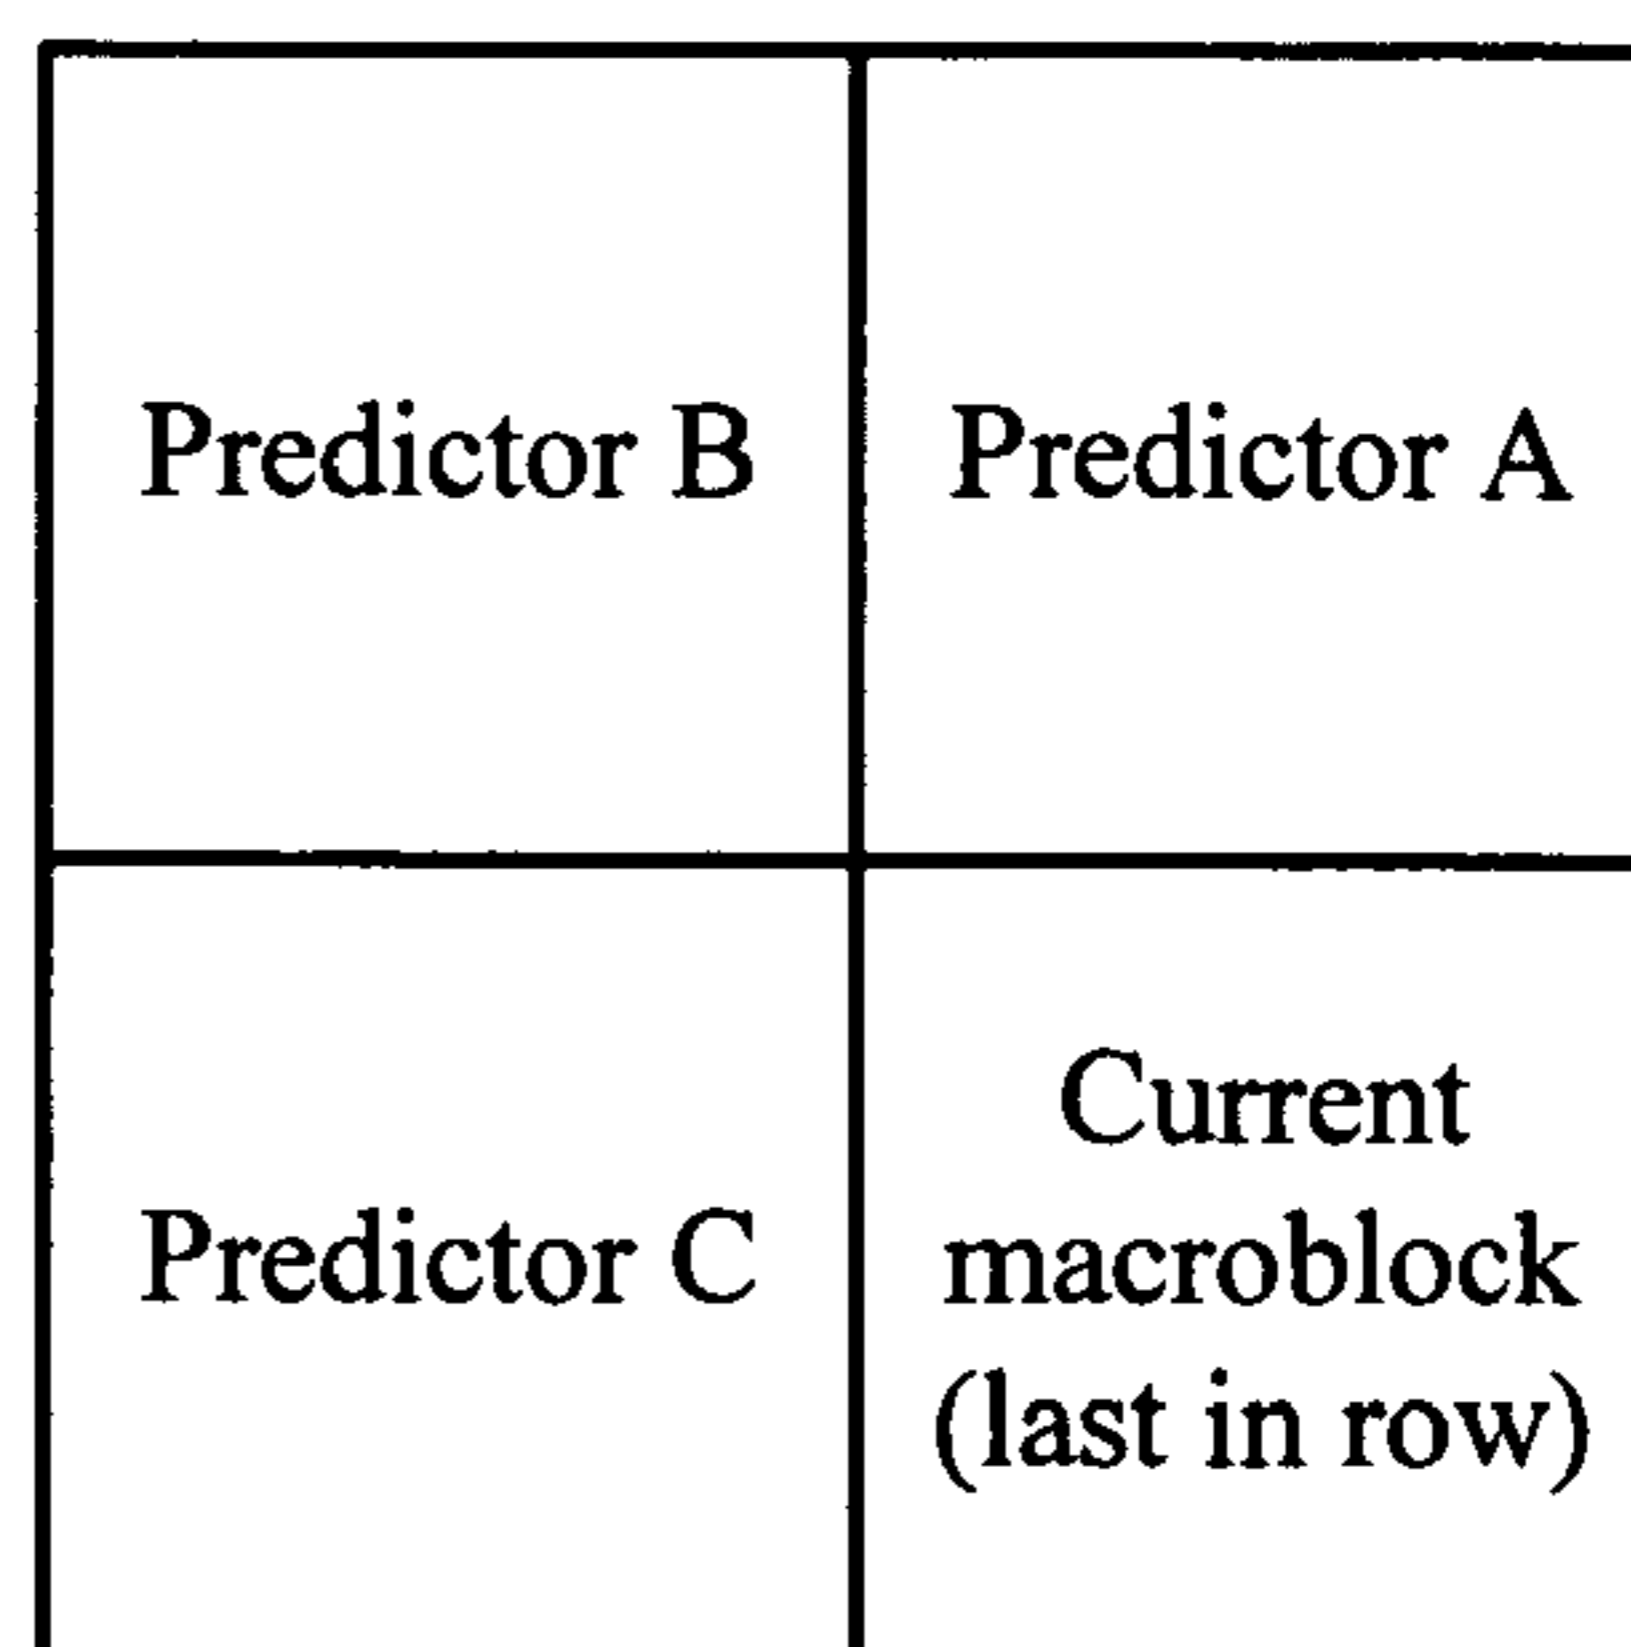 Predictor B
Predictor A
Predictor C
Current
macroblock
(last in row)